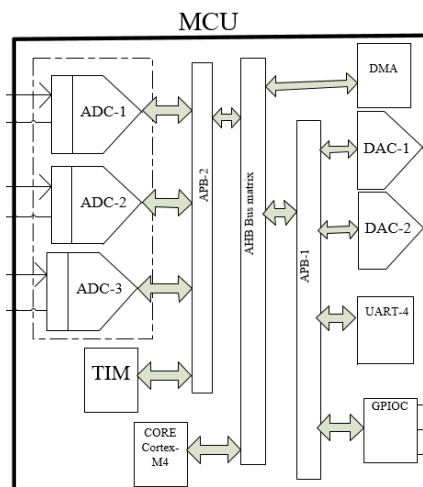 MCU
ADC-1
ADC-2
ADC-3
TIM
CORE
Cortex-
M4
APB-2
AHB Bus matrix
APB-1
DMA
DAC-1
DAC-2
UART-4
GPIOC